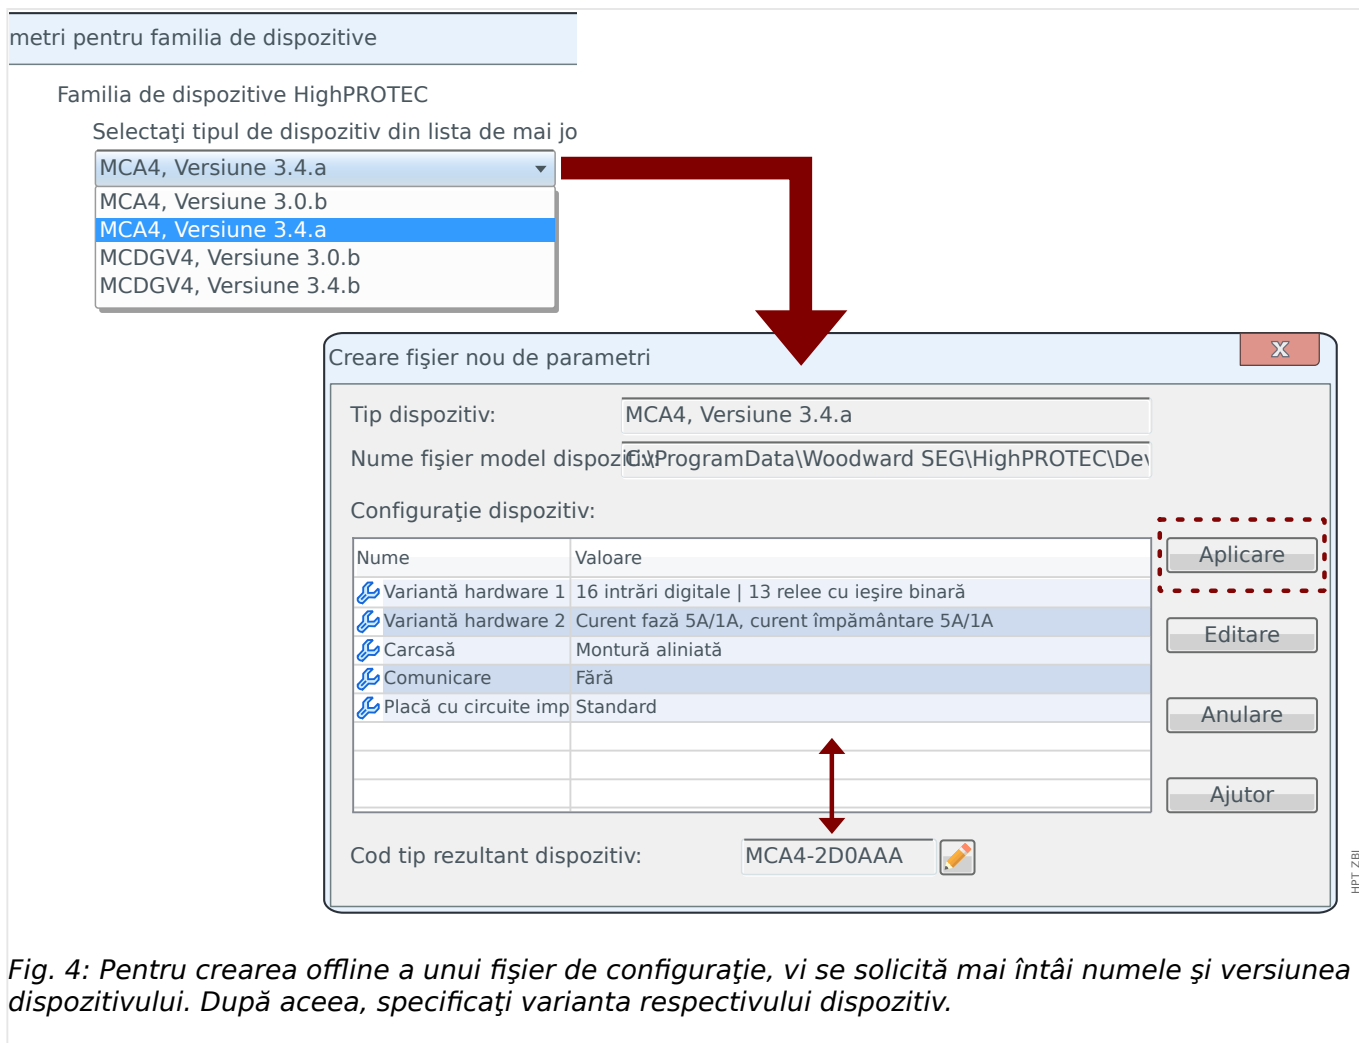 metri pentru familia de dispozitive
Familia de dispozitive HighPROTEC
Selectaţi tipul de dispozitiv din lista de mai jo
MCA4, Versiune 3.4.a
MCA4, Versiune 3.0.b
MCA4, Versiune 3.4.a
MCDGV4, Versiune 3.0.b
MCDGV4, Versiune 3.4.b
Creare fişier nou de parametri
X
Tip dispozitiv: MCA4, Versiune 3.4.a
Nume fişier model dispozitiv: C:\ProgramData\Woodward SEG\HighPROTEC\Dev
Configuraţie dispozitiv:
Nume Valoare
Variantă hardware 1 16 intrări digitale | 13 relee cu ieşire binară
Variantă hardware 2 Curent fază 5A/1A, curent împământare 5A/1A
Carcasă Montură aliniată
Comunicare Fără
Placă cu circuite imp Standard
Aplicare
Editare
Anulare
Ajutor
Cod tip rezultant dispozitiv: MCA4-2D0AAA
HPT ZBI
Fig. 4: Pentru crearea offline a unui fişier de configuraţie, vi se solicită mai întâi numele şi versiunea
dispozitivului. După aceea, specificaţi varianta respectivului dispozitiv.